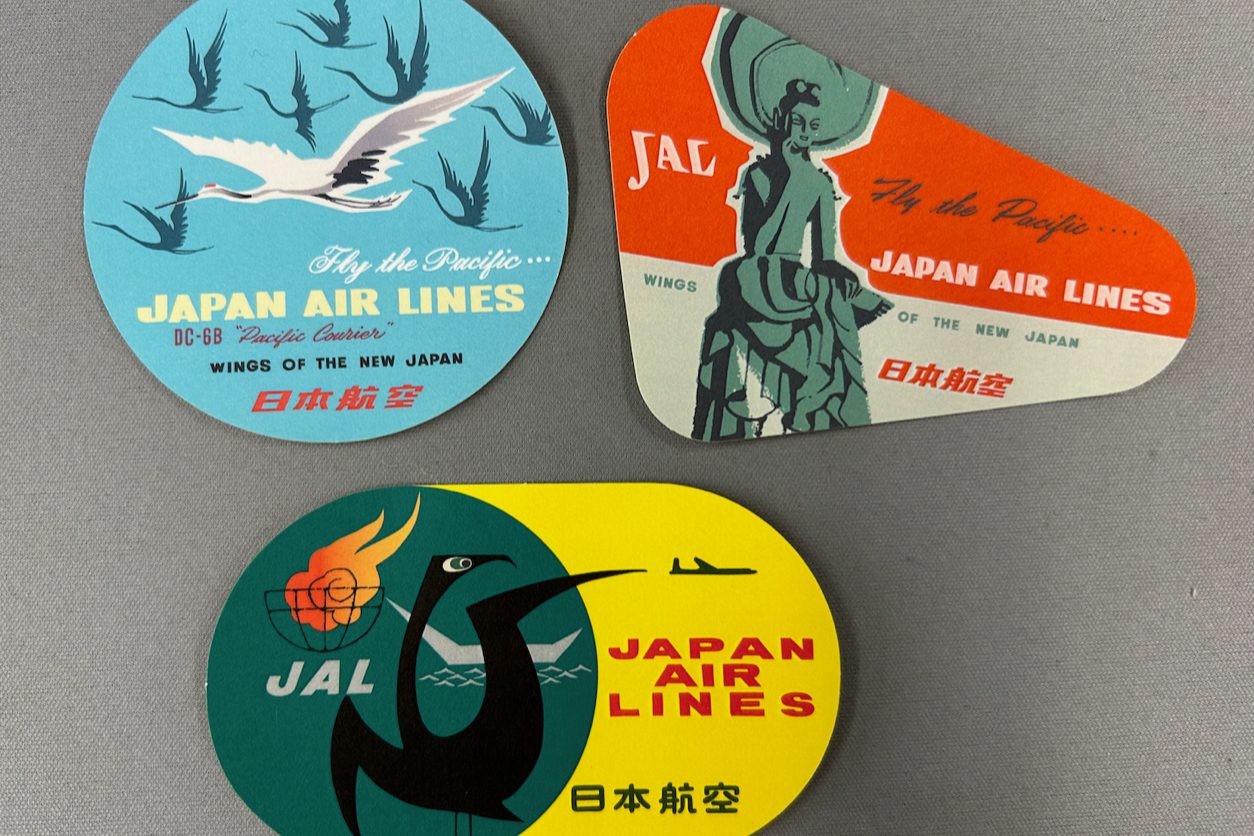 Fly the Pacific...
JAPAN AIR LINES
DC-6B "Pacific Courier"
WINGS OF THE NEW JAPAN
日本航空
JAL
Fly the Pacific....
JAPAN AIR LINES
WINGS OF THE NEW JAPAN
日本航空
JAL
JAPAN
AIR
LINES
日本航空